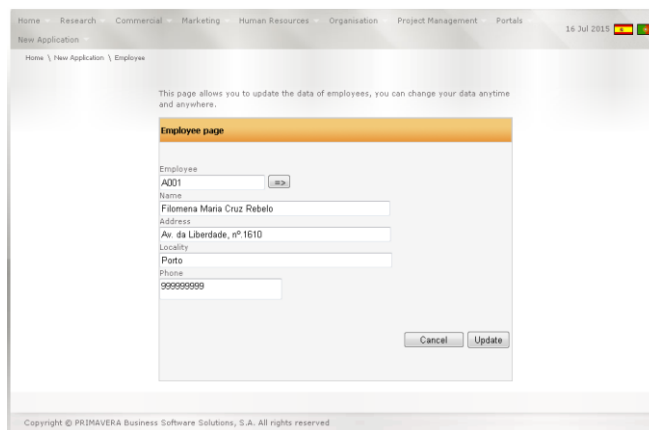 Home Research Commercial Marketing Human Resources Organisation Project Management Portals
16 Jul 2015
New Application
Home \ New Application \ Employee
This page allows you to update the data of employees, you can change your data anytime
and anywhere.
Employee page
Employee
A001 =>
Name
Filomena Maria Cruz Rebelo
Address
Av. da Liberdade, nº.1610
Locality
Porto
Phone
999999999
Cancel Update
Copyright © PRIMAVERA Business Software Solutions, S.A. All rights reserved